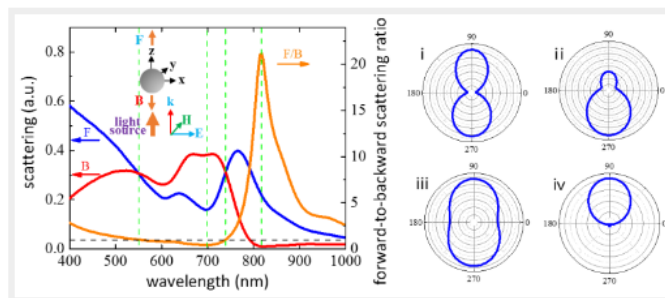 0.8
0.6
0.4
0.2
0.0
scattering (a.u.)
400 500 600 700 800 900 1000
wavelength (nm)
20
15
10
5
0
forward-to-backward scattering ratio
F
z
y
x
B
k
H
E
light
source
F
B
F/B
i
90
180
0
270
ii
90
180
0
270
iii
90
180
0
270
iv
90
180
0
270